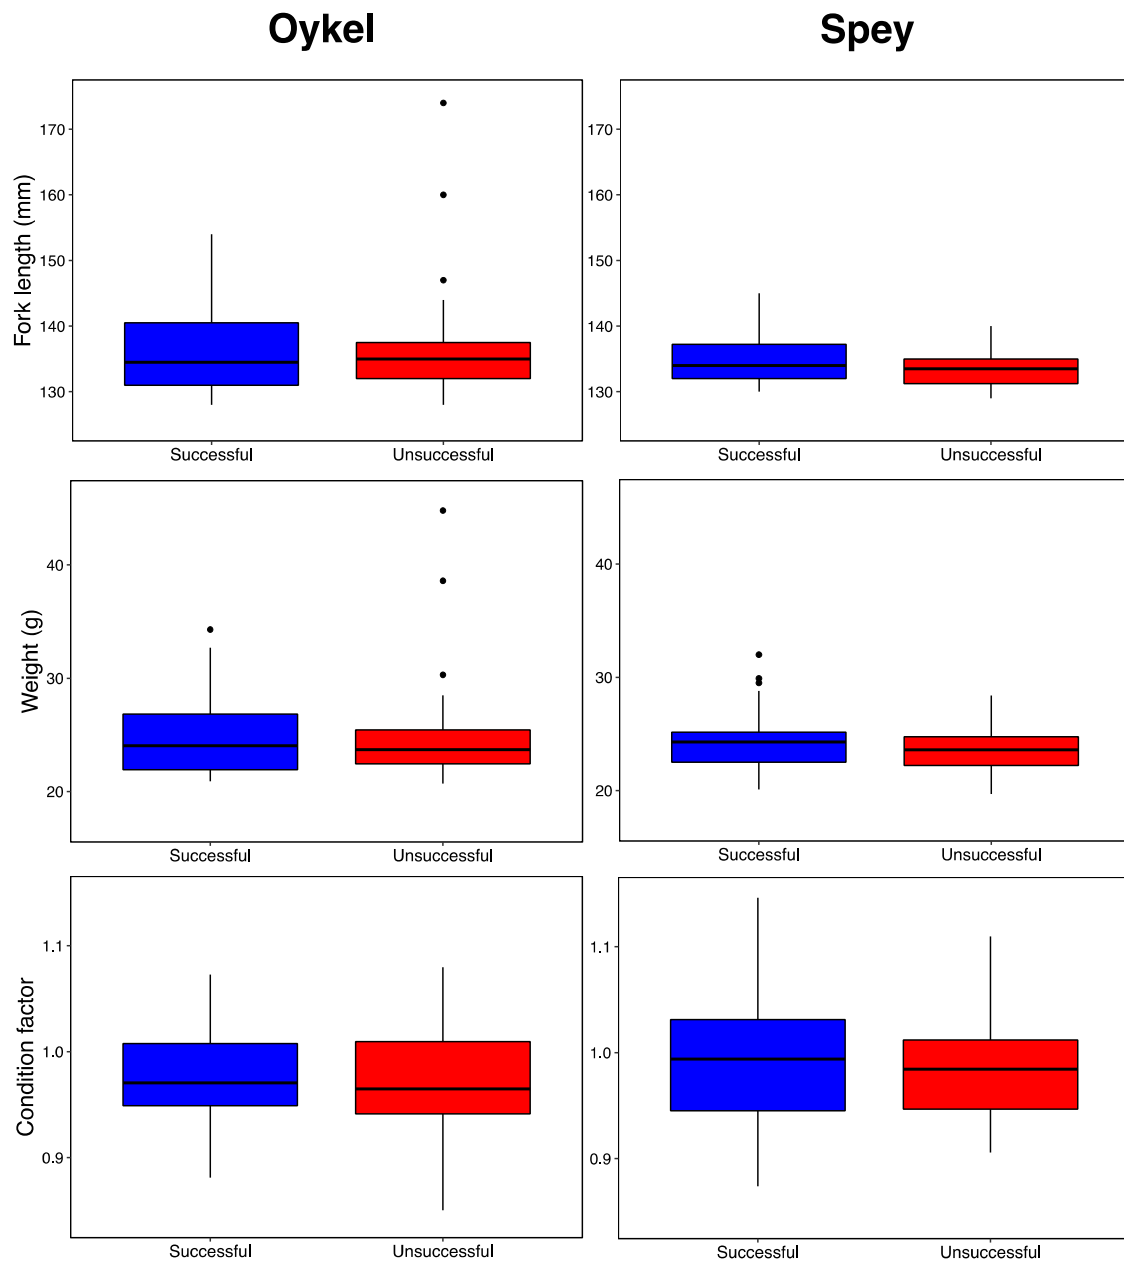 Oykel
Spey
Fork length (mm)
170
160
150
140
130
Successful
Unsuccessful
170
160
150
140
130
Successful
Unsuccessful
Weight (g)
40
30
20
Successful
Unsuccessful
40
30
20
Successful
Unsuccessful
Condition factor
1.1
1.0
0.9
Successful
Unsuccessful
1.1
1.0
0.9
Successful
Unsuccessful